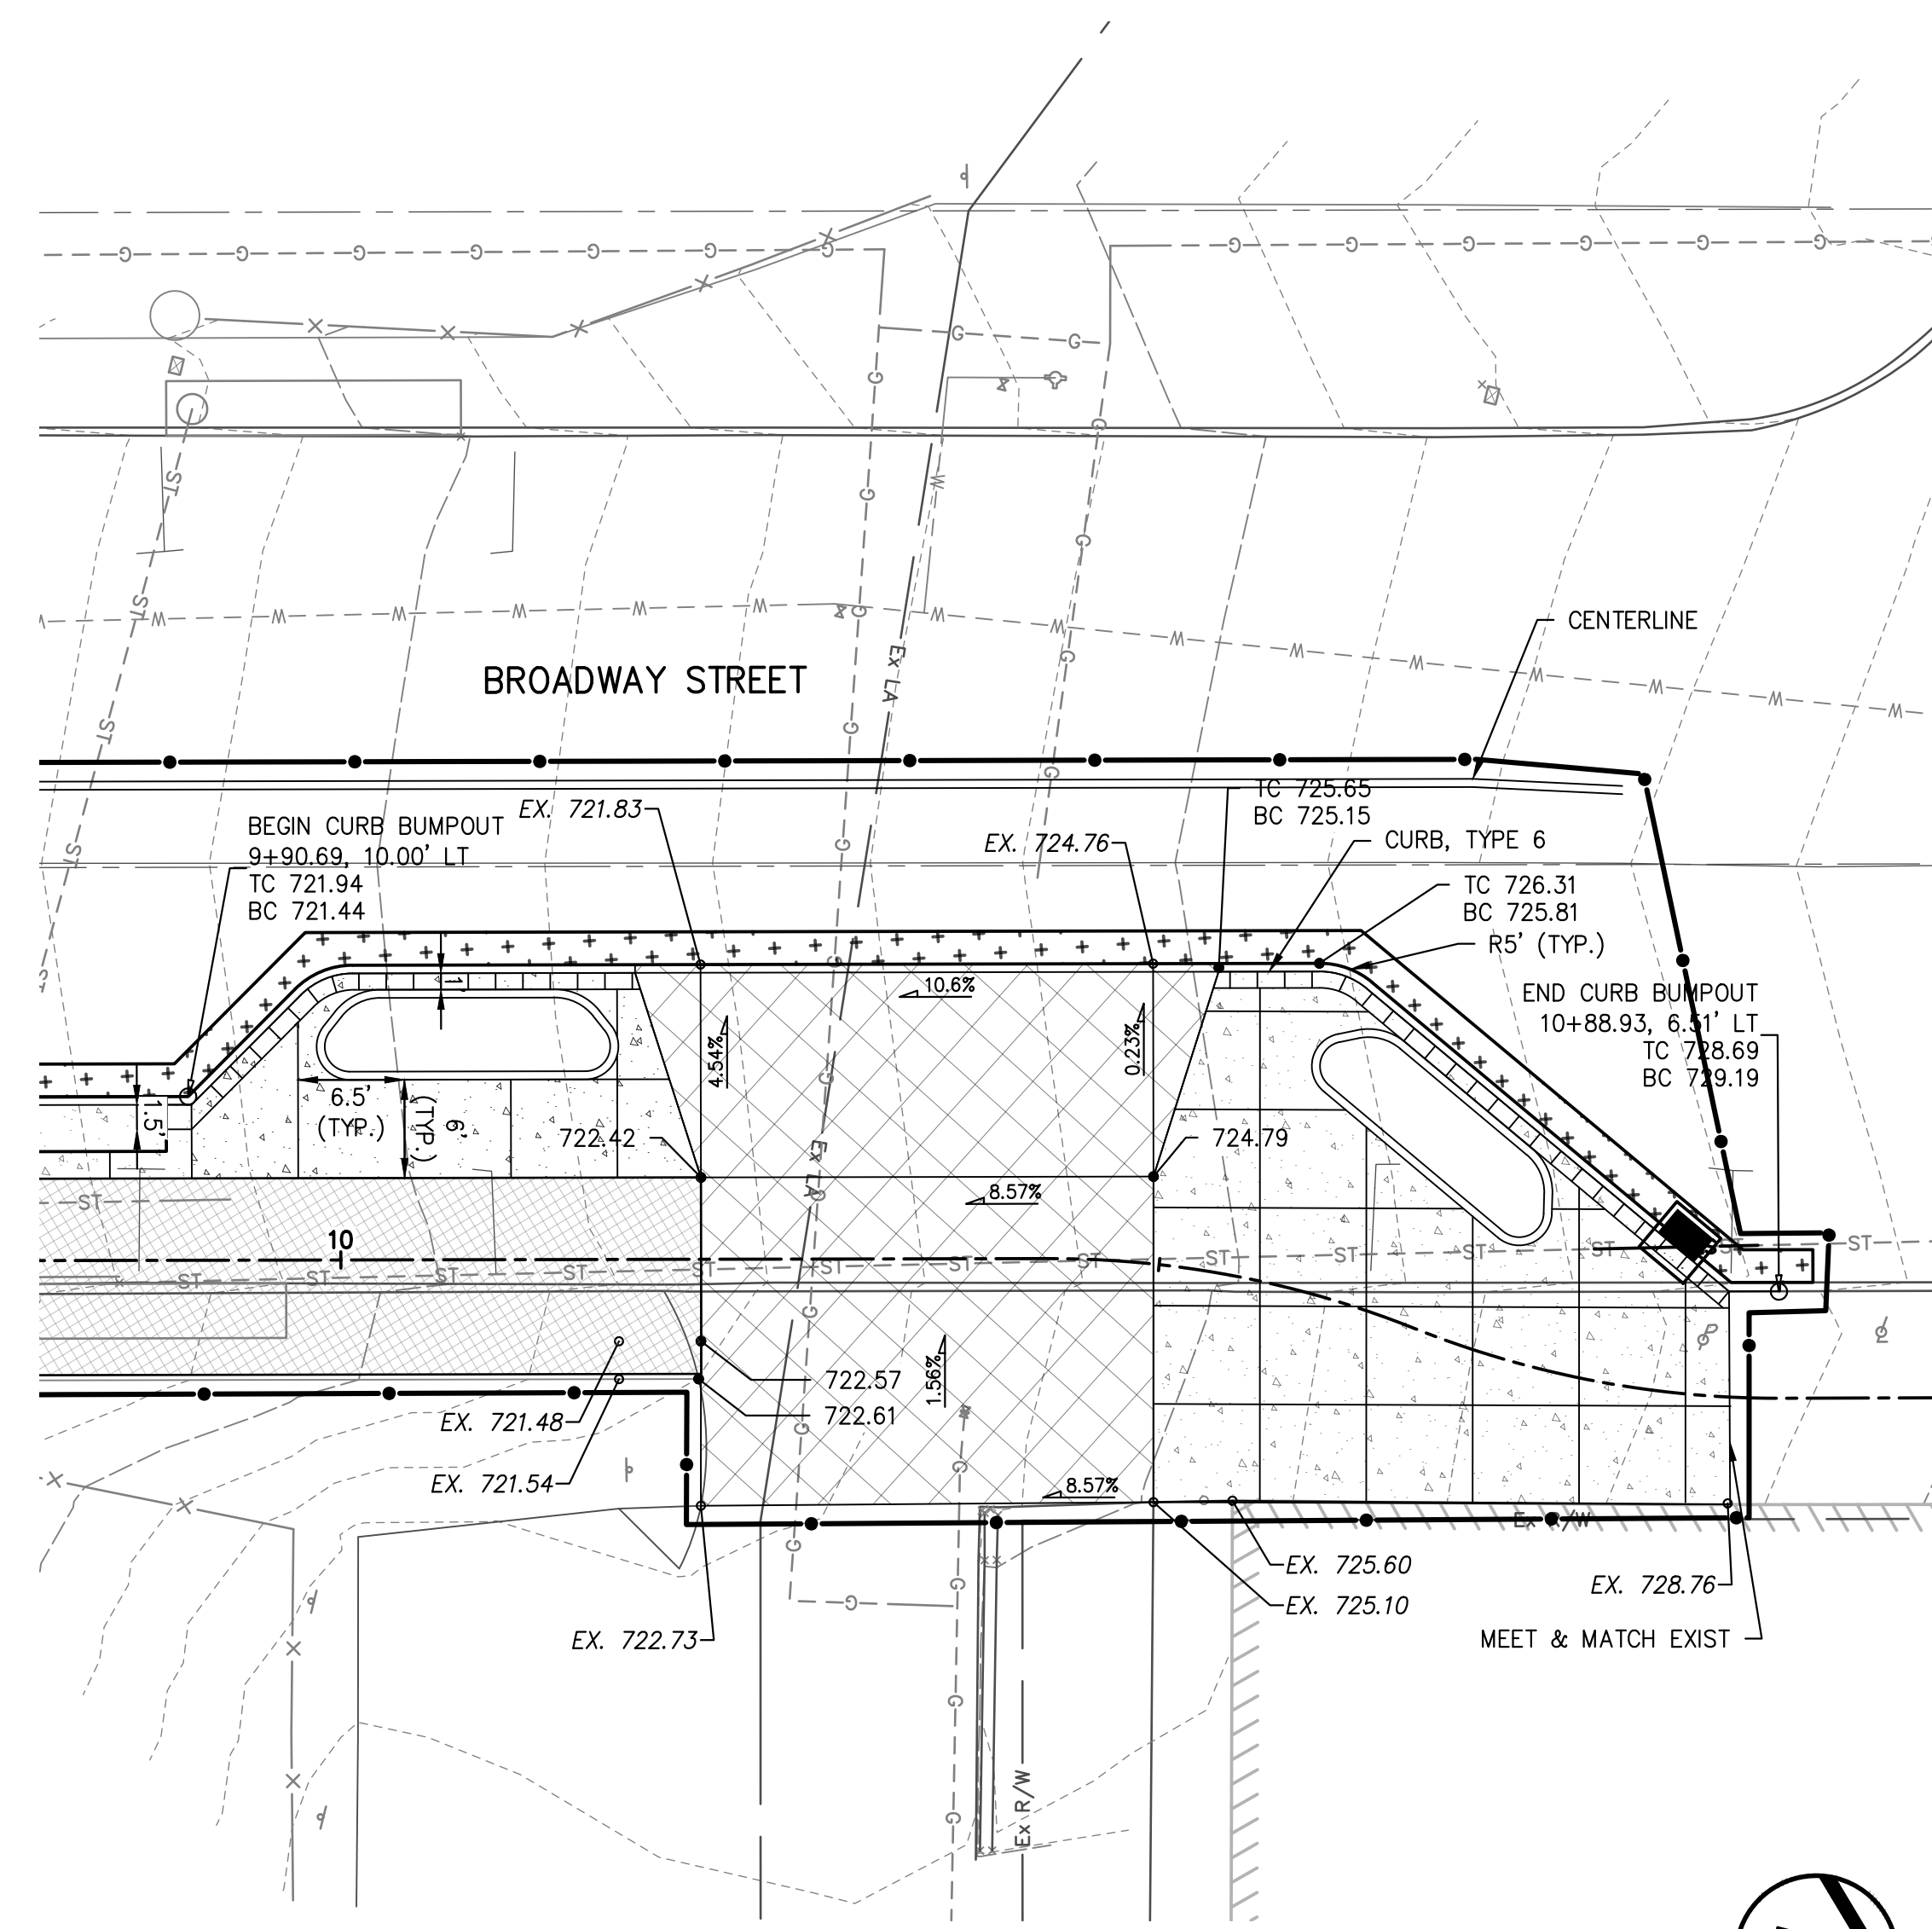 CENTERLINE
BROADWAY STREET
Ex LA
EX. 721.83
TC 725.65
BC 725.15
BEGIN CURB BUMPOUT
9+90.69, 10.00' LT
TC 721.94
BC 721.44
EX. 724.76
CURB, TYPE 6
TC 726.31
BC 725.81
R5' (TYP.)
10.6%
1'
END CURB BUMPOUT
10+88.93, 6.51' LT
TC 728.69
BC 729.19
4.54%
0.23%
1.5'
6.5'
(TYP.)
6'
(TYP.)
722.42
724.79
Ex LA
8.57%
10
722.57
722.61
1.56%
EX. 721.48
EX. 721.54
8.57%
EX. 725.60
EX. 725.10
EX. 728.76
EX. 722.73
MEET & MATCH EXIST
Ex R/W
G
W
ST